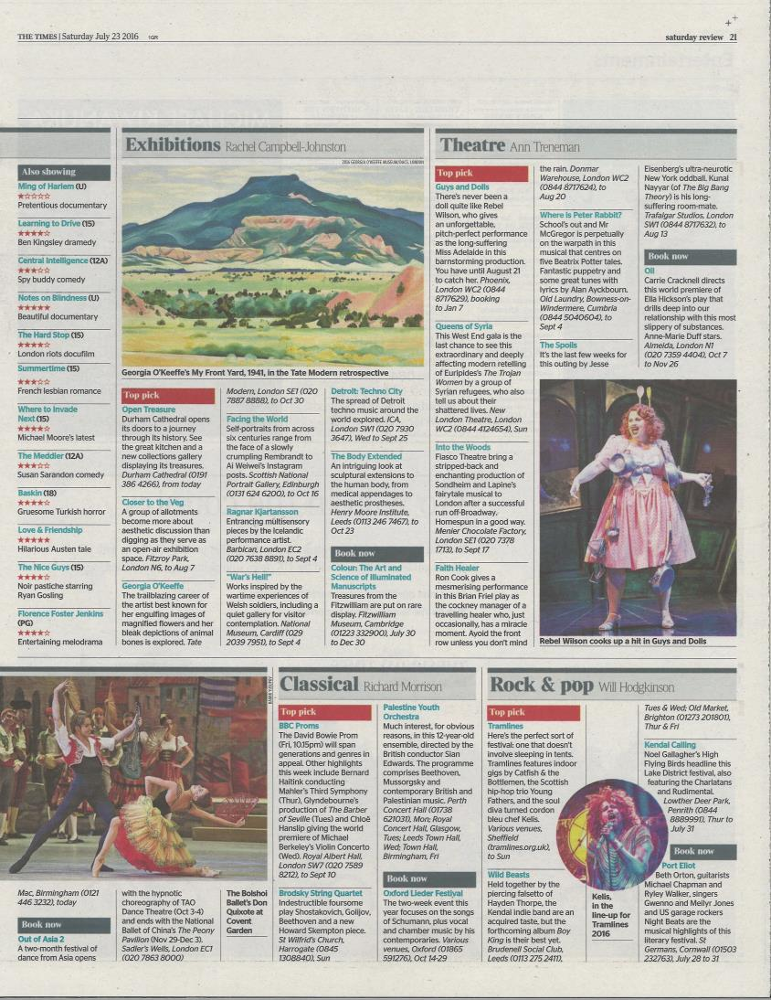 THE TIMES | Saturday July 23 2016 1GR
saturday review 21
Also showing
Ming of Harlem (U)
★☆☆☆☆
Pretentious documentary
Learning to Drive (15)
★★★★☆
Ben Kingsley dramedy
Central Intelligence (12A)
★★★☆☆
Spy buddy comedy
Notes on Blindness (U)
★★★★★
Beautiful documentary
The Hard Stop (15)
★★★★☆
London riots docufilm
Summertime (15)
★★★☆☆
French lesbian romance
Where to Invade
Next (15)
★★★★☆
Michael Moore's latest
The Meddler (12A)
★★★☆☆
Susan Sarandon comedy
Baskin (18)
★★★★☆
Gruesome Turkish horror
Love & Friendship
★★★★★
Hilarious Austen tale
The Nice Guys (15)
★★★★☆
Noir pastiche starring
Ryan Gosling
Florence Foster Jenkins
(PG)
★★★★☆
Entertaining melodrama
Exhibitions Rachel Campbell-Johnston
2016 GEORGIA O'KEEFFE MUSEUM/DACS, LONDON
Georgia O'Keeffe's My Front Yard, 1941, in the Tate Modern retrospective
Top pick
Open Treasure
Durham Cathedral opens
its doors to a journey
through its history. See
the great kitchen and a
new collections gallery
displaying its treasures.
Durham Cathedral (0191
386 4266), from today
Closer to the Veg
A group of allotments
become more about
aesthetic discussion than
digging as they serve as
an open-air exhibition
space. Fitzroy Park,
London N6, to Aug 7
Georgia O'Keeffe
The trailblazing career of
the artist best known for
her engulfing images of
magnified flowers and her
bleak depictions of animal
bones is explored. Tate
Modern, London SE1 (020
7887 8888), to Oct 30
Facing the World
Self-portraits from across
six centuries range from
the face of a slowly
crumpling Rembrandt to
Ai Weiwei's Instagram
posts. Scottish National
Portrait Gallery, Edinburgh
(0131 624 6200), to Oct 16
Ragnar Kjartansson
Entrancing multisensory
pieces by the Icelandic
performance artist.
Barbican, London EC2
(020 7638 8891), to Sept 4
"War's Hell!"
Works inspired by the
wartime experiences of
Welsh soldiers, including a
quiet gallery for visitor
contemplation. National
Museum, Cardiff (029
2039 7951), to Sept 4
Detroit: Techno City
The spread of Detroit
techno music around the
world explored. ICA,
London SW1 (020 7930
3647), Wed to Sept 25
The Body Extended
An intriguing look at
sculptural extensions to
the human body, from
medical appendages to
aesthetic prostheses.
Henry Moore Institute,
Leeds (0113 246 7467), to
Oct 23
Book now
Colour: The Art and
Science of Illuminated
Manuscripts
Treasures from the
Fitzwilliam are put on rare
display. Fitzwilliam
Museum, Cambridge
(01223 332900), July 30
to Dec 30
Theatre Ann Treneman
Top pick
Guys and Dolls
There's never been a
doll quite like Rebel
Wilson, who gives
an unforgettable,
pitch-perfect performance
as the long-suffering
Miss Adelaide in this
barnstorming production.
You have until August 21
to catch her. Phoenix,
London WC2 (0844
8717629), booking
to Jan 7
Queens of Syria
This West End gala is the
last chance to see this
extraordinary and deeply
affecting modern retelling
of Euripides's The Trojan
Women by a group of
Syrian refugees, who also
tell us about their
shattered lives. New
London Theatre, London
WC2 (0844 4124654), Sun
Into the Woods
Fiasco Theatre bring a
stripped-back and
enchanting production of
Sondheim and Lapine's
fairytale musical to
London after a successful
run off-Broadway.
Homespun in a good way.
Menier Chocolate Factory,
London SE1 (020 7378
1713), to Sept 17
Faith Healer
Ron Cook gives a
mesmerising performance
in this Brian Friel play as
the cockney manager of a
travelling healer who, just
occasionally, has a miracle
moment. Avoid the front
row unless you don't mind
the rain. Donmar
Warehouse, London WC2
(0844 8717624), to
Aug 20
Where is Peter Rabbit?
School's out and Mr
McGregor is perpetually
on the warpath in this
musical that centres on
five Beatrix Potter tales.
Fantastic puppetry and
some great tunes with
lyrics by Alan Ayckbourn.
Old Laundry, Bowness-on-
Windermere, Cumbria
(0844 5040604), to
Sept 4
The Spoils
It's the last few weeks for
this outing by Jesse
Eisenberg's ultra-neurotic
New York oddball. Kunal
Nayyar (of The Big Bang
Theory) is his long-
suffering room-mate.
Trafalgar Studios, London
SW1 (0844 8717632), to
Aug 13
Book now
Oil
Carrie Cracknell directs
this world premiere of
Ella Hickson's play that
drills deep into our
relationship with this most
slippery of substances.
Anne-Marie Duff stars.
Almeida, London N1
(020 7359 4404), Oct 7
to Nov 26
Rebel Wilson cooks up a hit in Guys and Dolls
Mac, Birmingham (0121
446 3232), today
Book now
Out of Asia 2
A two-month festival of
dance from Asia opens
with the hypnotic
choreography of TAO
Dance Theatre (Oct 3-4)
and ends with the National
Ballet of China's The Peony
Pavilion (Nov 29-Dec 3).
Sadler's Wells, London EC1
(020 7863 8000)
The Bolshoi
Ballet's Don
Quixote at
Covent
Garden
Classical Richard Morrison
Top pick
BBC Proms
The David Bowie Prom
(Fri, 10.15pm) will span
generations and genres in
appeal. Other highlights
this week include Bernard
Haitink conducting
Mahler's Third Symphony
(Thur), Glyndebourne's
production of The Barber
of Seville (Tues) and Chloë
Hanslip giving the world
premiere of Michael
Berkeley's Violin Concerto
(Wed). Royal Albert Hall,
London SW7 (020 7589
8212), to Sept 10
Brodsky String Quartet
Indestructible foursome
play Shostakovich, Golijov,
Beethoven and a new
Howard Skempton piece.
St Wilfrid's Church,
Harrogate (0845
1308840), Sun
Palestine Youth
Orchestra
Much interest, for obvious
reasons, in this 12-year-old
ensemble, directed by the
British conductor Sian
Edwards. The programme
comprises Beethoven,
Mussorgsky and
contemporary British and
Palestinian music. Perth
Concert Hall (01738
621031), Mon; Royal
Concert Hall, Glasgow,
Tues; Leeds Town Hall,
Wed; Town Hall,
Birmingham, Fri
Book now
Oxford Lieder Festival
The two-week event this
year focuses on the songs
of Schumann, plus vocal
and chamber music by his
contemporaries. Various
venues, Oxford (01865
591276), Oct 14-29
Rock & pop Will Hodgkinson
Top pick
Tramlines
Here's the perfect sort of
festival: one that doesn't
involve sleeping in tents.
Tramlines features indoor
gigs by Catfish & the
Bottlemen, the Scottish
hip-hop trio Young
Fathers, and the soul
diva turned cordon
bleu chef Kelis.
Various venues,
Sheffield
(tramlines.org.uk),
to Sun
Wild Beasts
Held together by the
piercing falsetto of
Hayden Thorpe, the
Kendal indie band are an
acquired taste, but the
forthcoming album Boy
King is their best yet.
Brudenell Social Club,
Leeds (0113 275 2411),
Kelis,
in the
line-up for
Tramlines
2016
Tues & Wed; Old Market,
Brighton (01273 201801),
Thur & Fri
Kendal Calling
Noel Gallagher's High
Flying Birds headline this
Lake District festival, also
featuring the Charlatans
and Rudimental.
Lowther Deer Park,
Penrith (0844
8889991), Thur to
July 31
Book now
Port Eliot
Beth Orton, guitarists
Michael Chapman and
Ryley Walker, singers
Gwenno and Meilyr Jones
and US garage rockers
Night Beats are the
musical highlights of this
literary festival. St
Germans, Cornwall (01503
232763), July 28 to 31